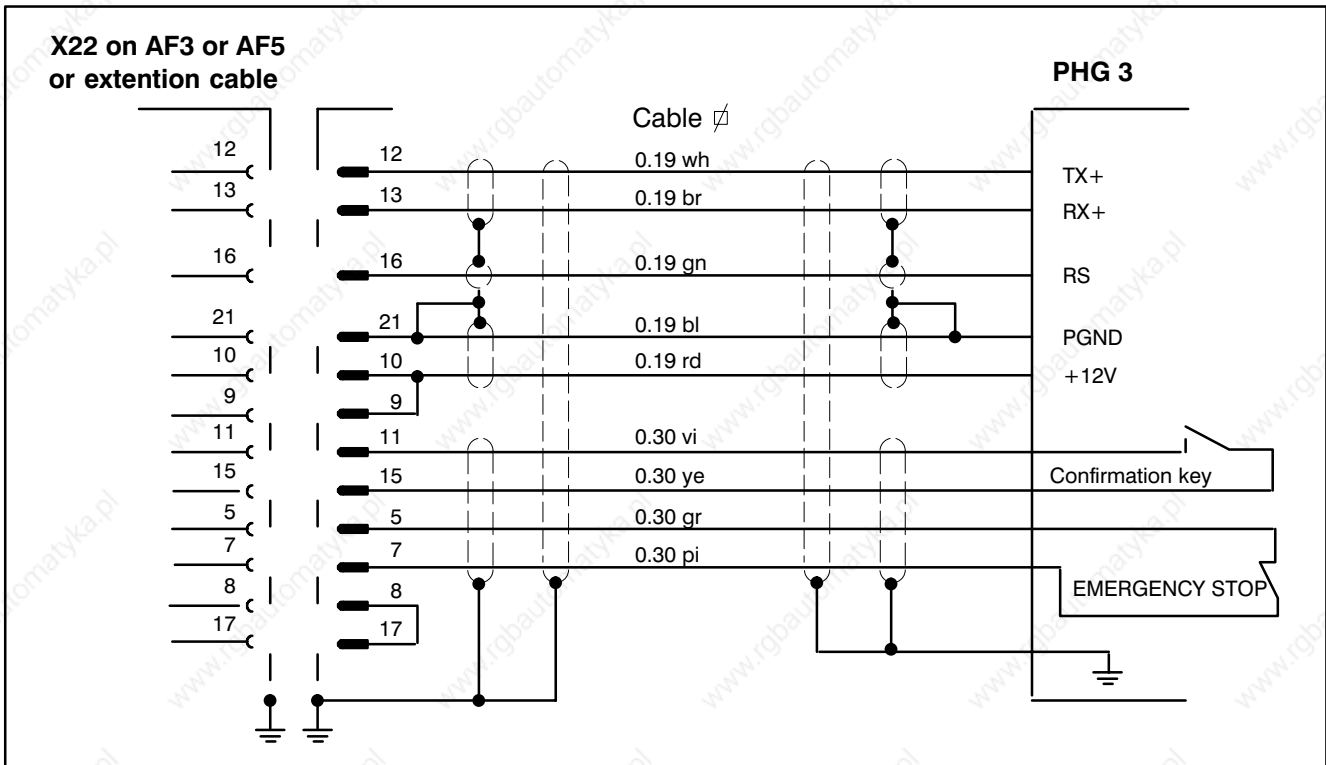 X22 on AF3 or AF5
or extention cable
PHG 3
Cable
12 12 0.19 wh TX+
13 13 0.19 br RX+
16 16 0.19 gn RS
21 21 0.19 bl PGND
10 10 0.19 rd +12V
9 9
11 11 0.30 vi
15 15 0.30 ye Confirmation key
5 5 0.30 gr
7 7 0.30 pi
8 8 EMERGENCY STOP
17 17
www.rgbautomatyka.pl